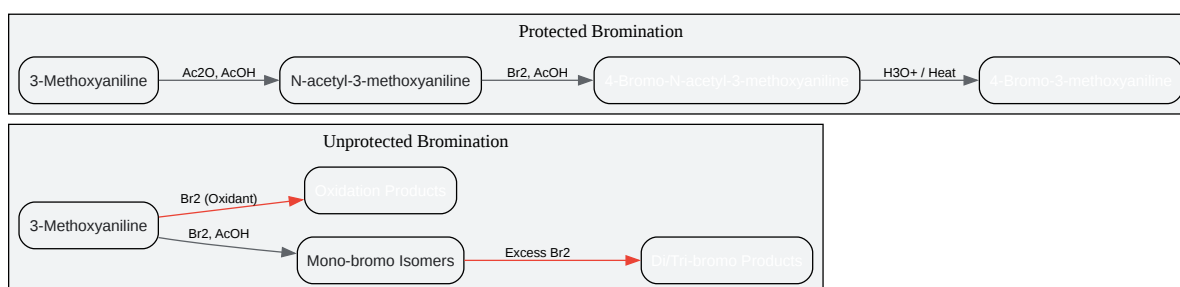 Protected Bromination
3-Methoxyaniline
Ac2O, AcOH
N-acetyl-3-methoxyaniline
Br2, AcOH
4-Bromo-N-acetyl-3-methoxyaniline
H3O+ / Heat
4-Bromo-3-methoxyaniline
Unprotected Bromination
3-Methoxyaniline
Br2 (Oxidant)
Oxidation Products
Br2, AcOH
Mono-bromo Isomers
Excess Br2
Di/Tri-bromo Products